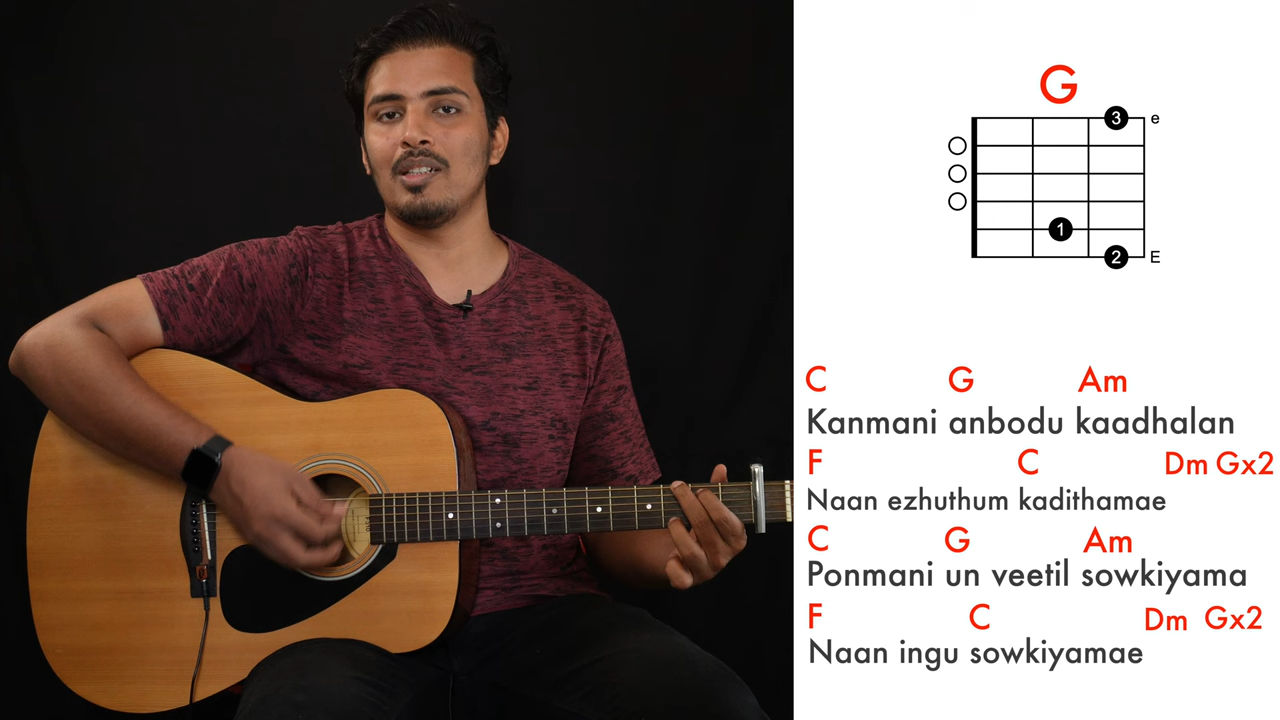 G
3 e
1
2 E
C G Am
Kanmani anbodu kaadhalan
F C Dm Gx2
Naan ezhuthum kadithamae
C G Am
Ponmani un veetil sowkiyama
F C Dm Gx2
Naan ingu sowkiyamae